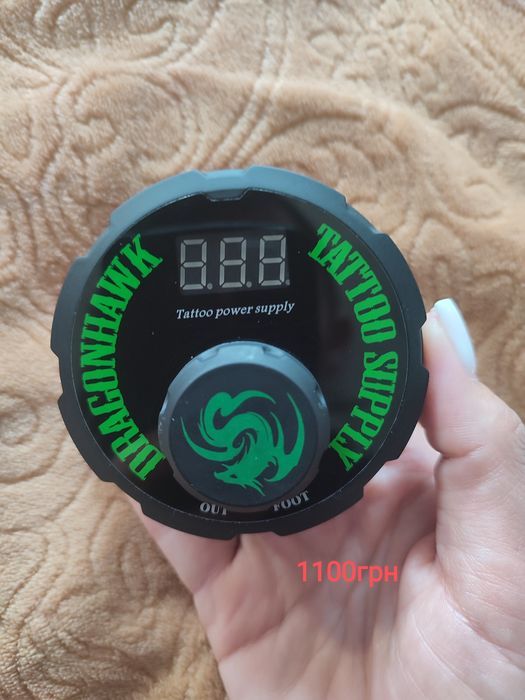 DRAGONHAWK
TATTOO SUPPLY
8.8.8
Tattoo power supply
OUT
FOOT
1100грн